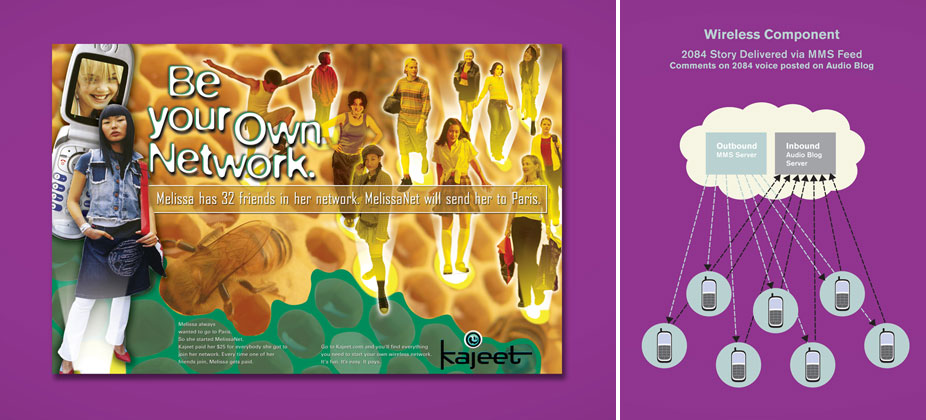 Be
your Own
Network.
Melissa has 32 friends in her network. MelissaNet will send her to Paris.
Melissa always
wanted to go to Paris.
So she started MelissaNet.
Kajeet paid her $25 for everybody she got to
join her network. Every time one of her
friends join, Melissa gets paid.
Go to Kajeet.com and you'll find everything
you need to start your own wireless network.
It's fun. It's easy. It pays.
kajeet
Wireless Component
2084 Story Delivered via MMS Feed
Comments on 2084 voice posted on Audio Blog
Outbound
MMS Server
Inbound
Audio Blog
Server